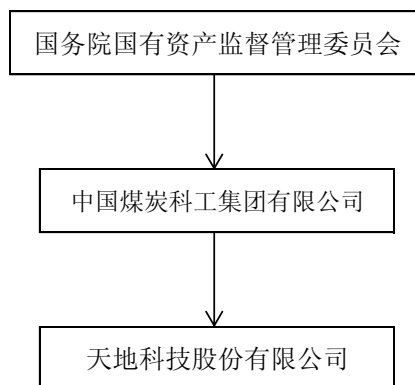 国务院国有资产监督管理委员会
中国煤炭科工集团有限公司
天地科技股份有限公司